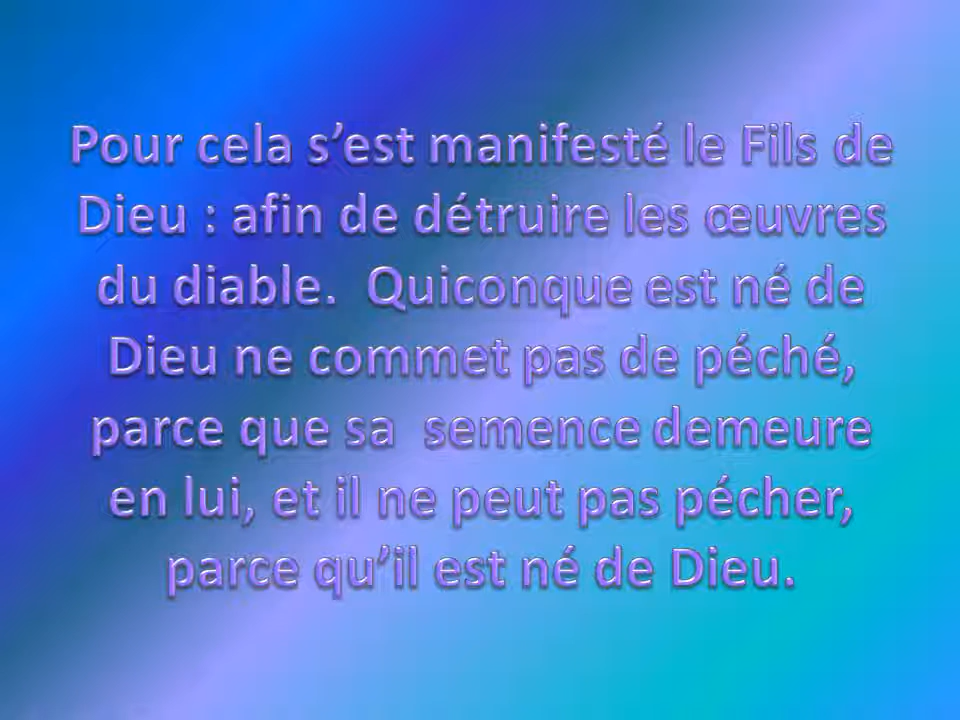 Pour cela s’est manifesté le Fils de
Dieu : afin de détruire les œuvres
du diable.  Quiconque est né de
Dieu ne commet pas de péché,
parce que sa  semence demeure
en lui, et il ne peut pas pécher,
parce qu’il est né de Dieu.